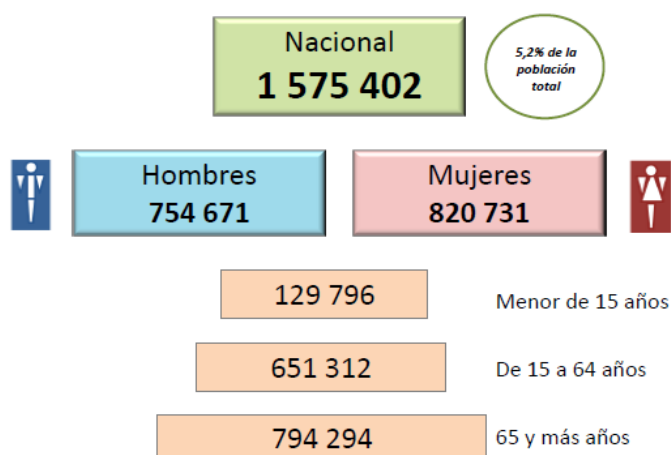 Nacional
1 575 402
5,2% de la
población
total
Hombres
754 671
Mujeres
820 731
129 796
Menor de 15 años
651 312
De 15 a 64 años
794 294
65 y más años